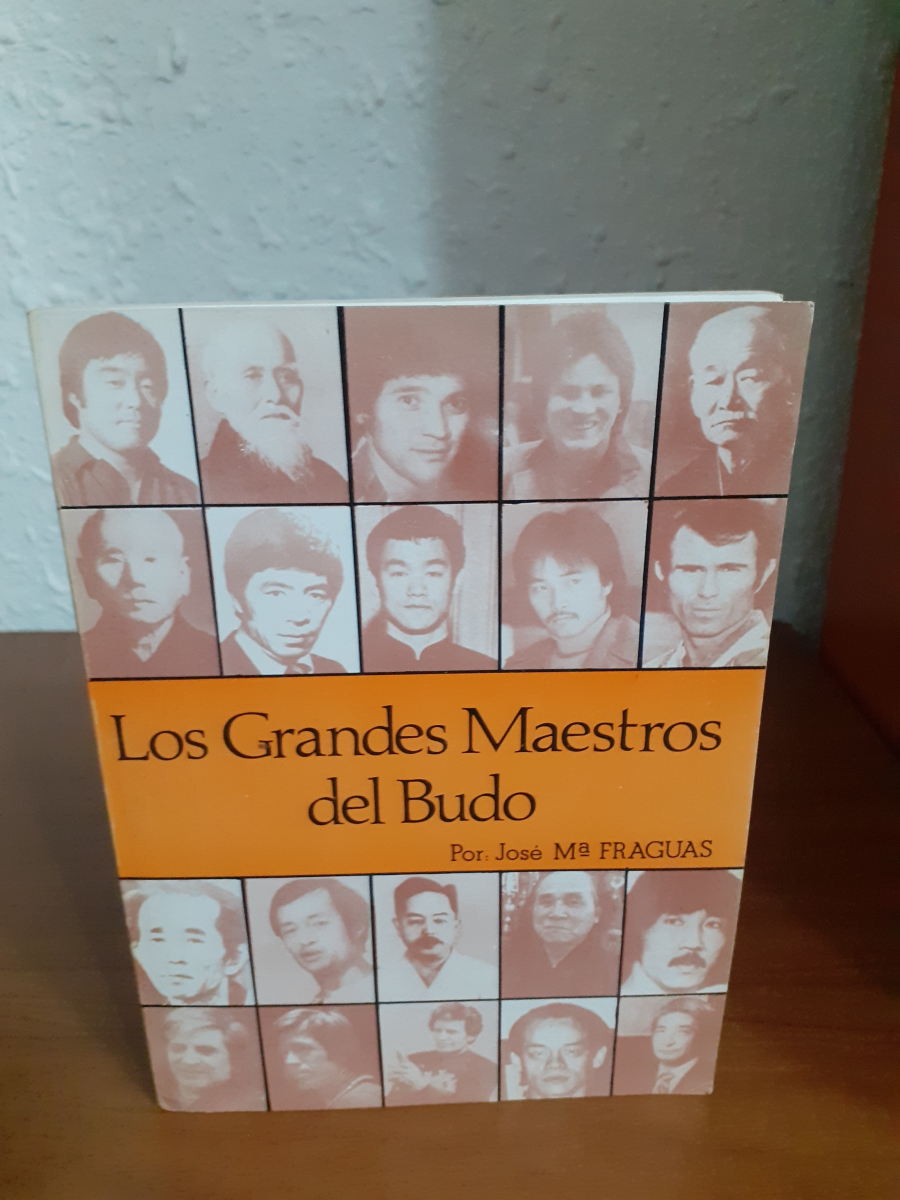 Los Grandes Maestros
del Budo
Por: José Mª FRAGUAS